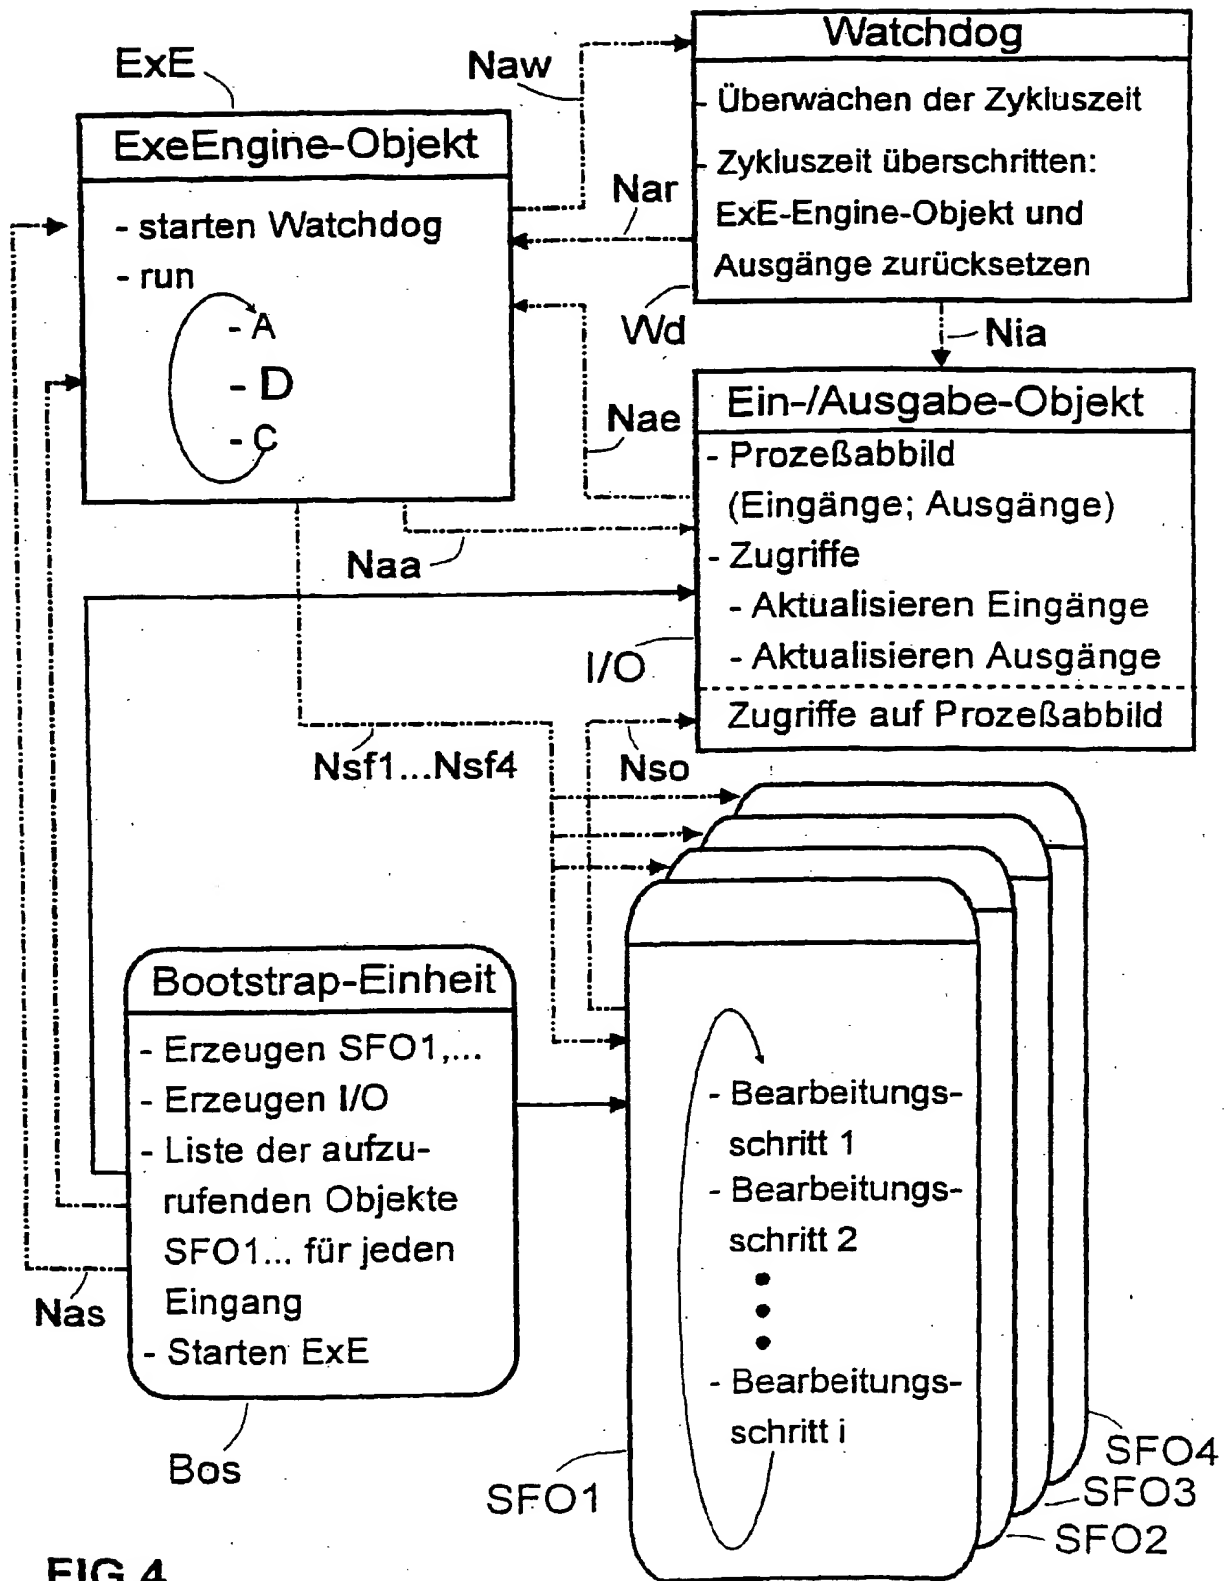 ExE
Naw
Watchdog
- Überwachen der Zykluszeit
- Zykluszeit überschritten:
ExE-Engine-Objekt und
Ausgänge zurücksetzen
ExeEngine-Objekt
- starten Watchdog
- run
- A
- D
- C
Nar
Wd
Nia
Nae
Naa
Ein-/Ausgabe-Objekt
- Prozeßabbild
(Eingänge; Ausgänge)
- Zugriffe
- Aktualisieren Eingänge
- Aktualisieren Ausgänge
Zugriffe auf Prozeßabbild
I/O
Nsf1...Nsf4
Nso
Bootstrap-Einheit
- Erzeugen SFO1,...
- Erzeugen I/O
- Liste der aufzu-
rufenden Objekte
SFO1... für jeden
Eingang
- Starten ExE
Nas
Bos
- Bearbeitungs-
schritt 1
- Bearbeitungs-
schritt 2
- Bearbeitungs-
schritt i
SFO1
SFO4
SFO3
SFO2
FIG 4